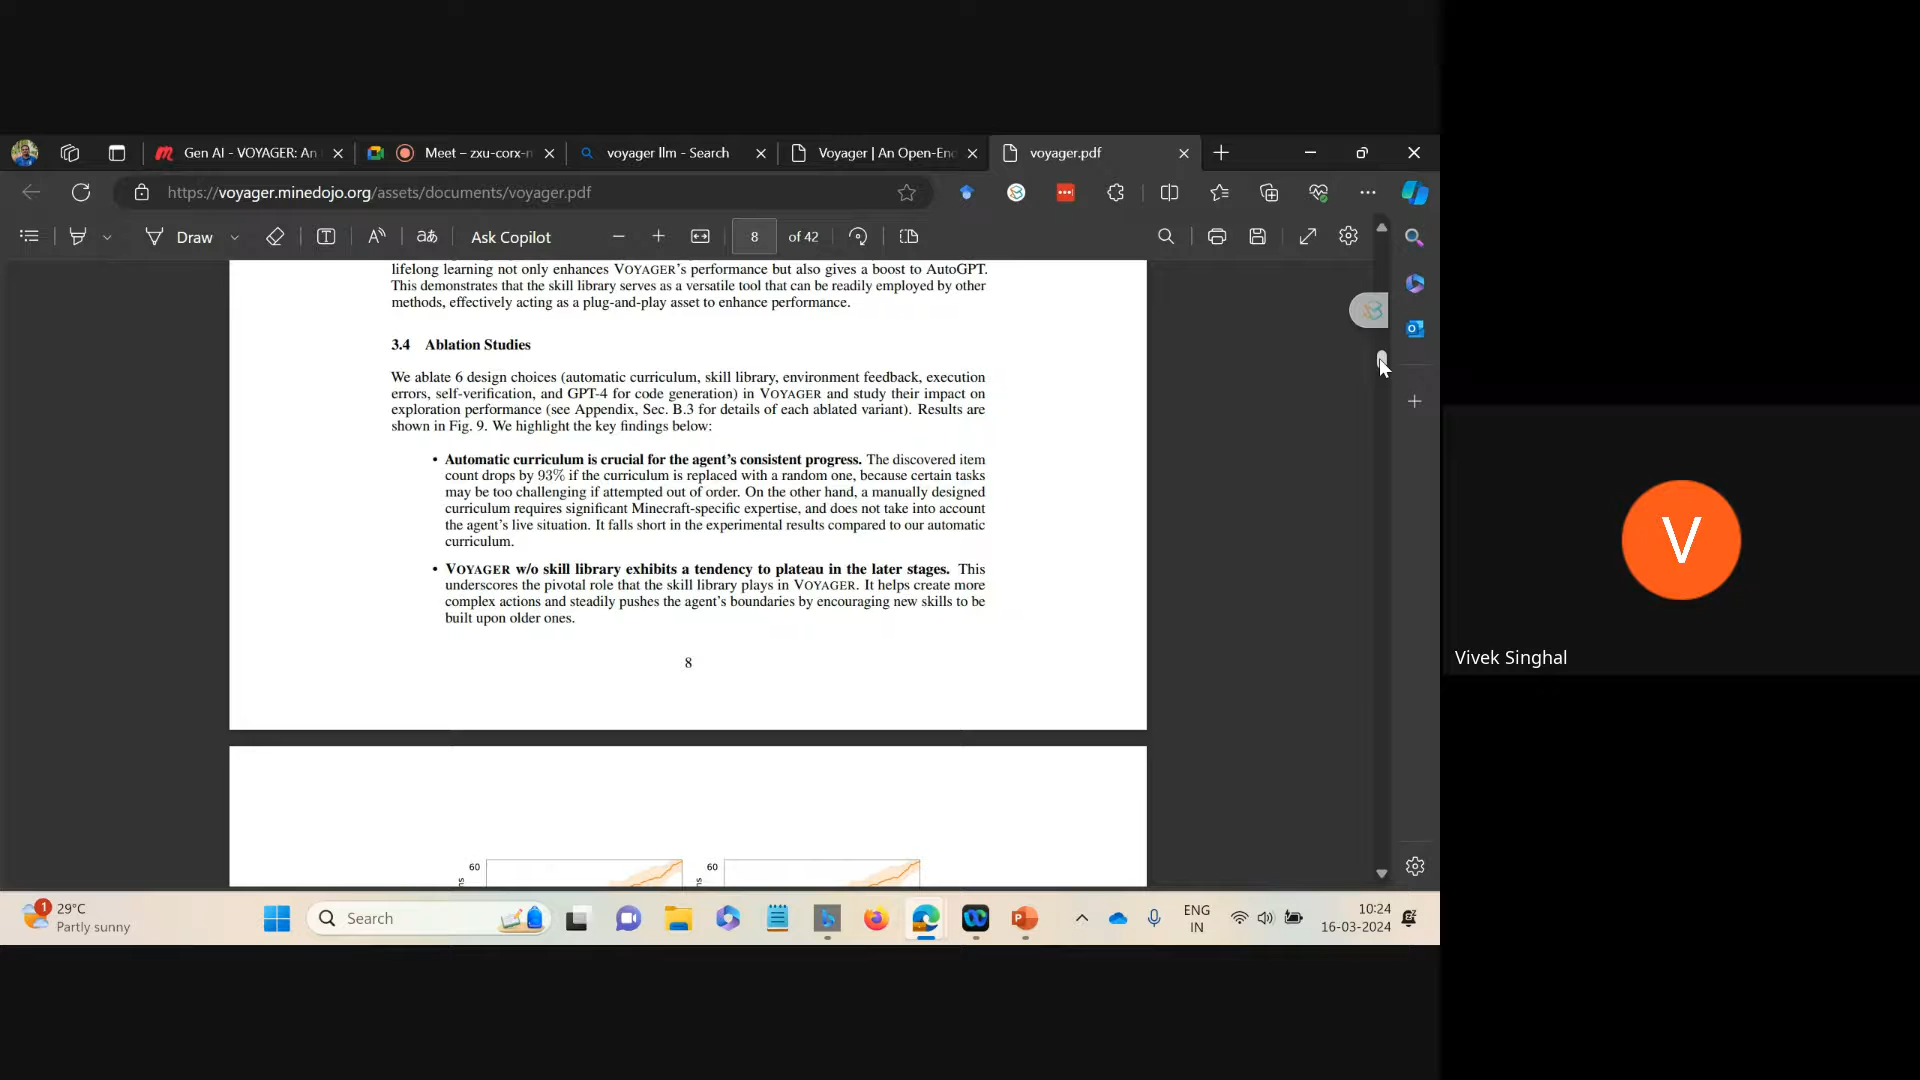 Gen AI - VOYAGER: An
Meet – zxu-corx-n
voyager llm - Search
Voyager | An Open-En
voyager.pdf
https://voyager.minedojo.org/assets/documents/voyager.pdf
Draw
aあ
Ask Copilot
8
of 42
lifelong learning not only enhances VOYAGER's performance but also gives a boost to AutoGPT.
This demonstrates that the skill library serves as a versatile tool that can be readily employed by other
methods, effectively acting as a plug-and-play asset to enhance performance.
3.4 Ablation Studies
We ablate 6 design choices (automatic curriculum, skill library, environment feedback, execution
errors, self-verification, and GPT-4 for code generation) in VOYAGER and study their impact on
exploration performance (see Appendix, Sec. B.3 for details of each ablated variant). Results are
shown in Fig. 9. We highlight the key findings below:
• Automatic curriculum is crucial for the agent's consistent progress. The discovered item
count drops by 93% if the curriculum is replaced with a random one, because certain tasks
may be too challenging if attempted out of order. On the other hand, a manually designed
curriculum requires significant Minecraft-specific expertise, and does not take into account
the agent's live situation. It falls short in the experimental results compared to our automatic
curriculum.
• VOYAGER w/o skill library exhibits a tendency to plateau in the later stages. This
underscores the pivotal role that the skill library plays in VOYAGER. It helps create more
complex actions and steadily pushes the agent's boundaries by encouraging new skills to be
built upon older ones.
8
60
60
V
Vivek Singhal
1
29°C
Partly sunny
Search
ENG
IN
10:24
16-03-2024